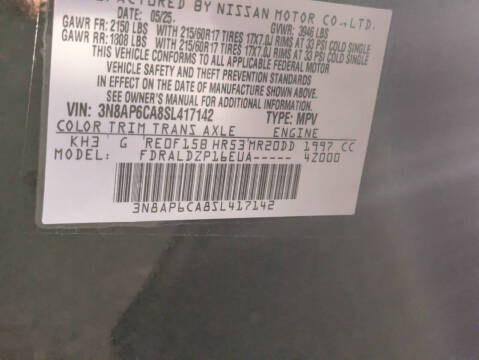 BY NISSAN MOTOR CO.,LTD.
DATE: 05/25. GVWR: 3946 LBS
GAWR FR: 2150 LBS WITH 215/60R17 TIRES 17X7.0J RIMS AT 33 PSI COLD SINGLE
GAWR RR: 1808 LBS WITH 215/60R17 TIRES 17X7.0J RIMS AT 33 PSI COLD SINGLE
THIS VEHICLE CONFORMS TO ALL APPLICABLE FEDERAL MOTOR
VEHICLE SAFETY AND THEFT PREVENTION STANDARDS
IN EFFECT ON THE DATE OF MANUFACTURE SHOWN ABOVE.
SEE OWNER'S MANUAL FOR ADDITIONAL INFORMATION.
VIN: 3N8AP6CA8SL417142 TYPE: MPV
COLOR TRIM TRANS AXLE ENGINE
KH3 G RE0F15B HR53 MR20DD 1997 CC
MODEL: FDRALDZP16EUA----- 4Z000
3N8AP6CA8SL417142